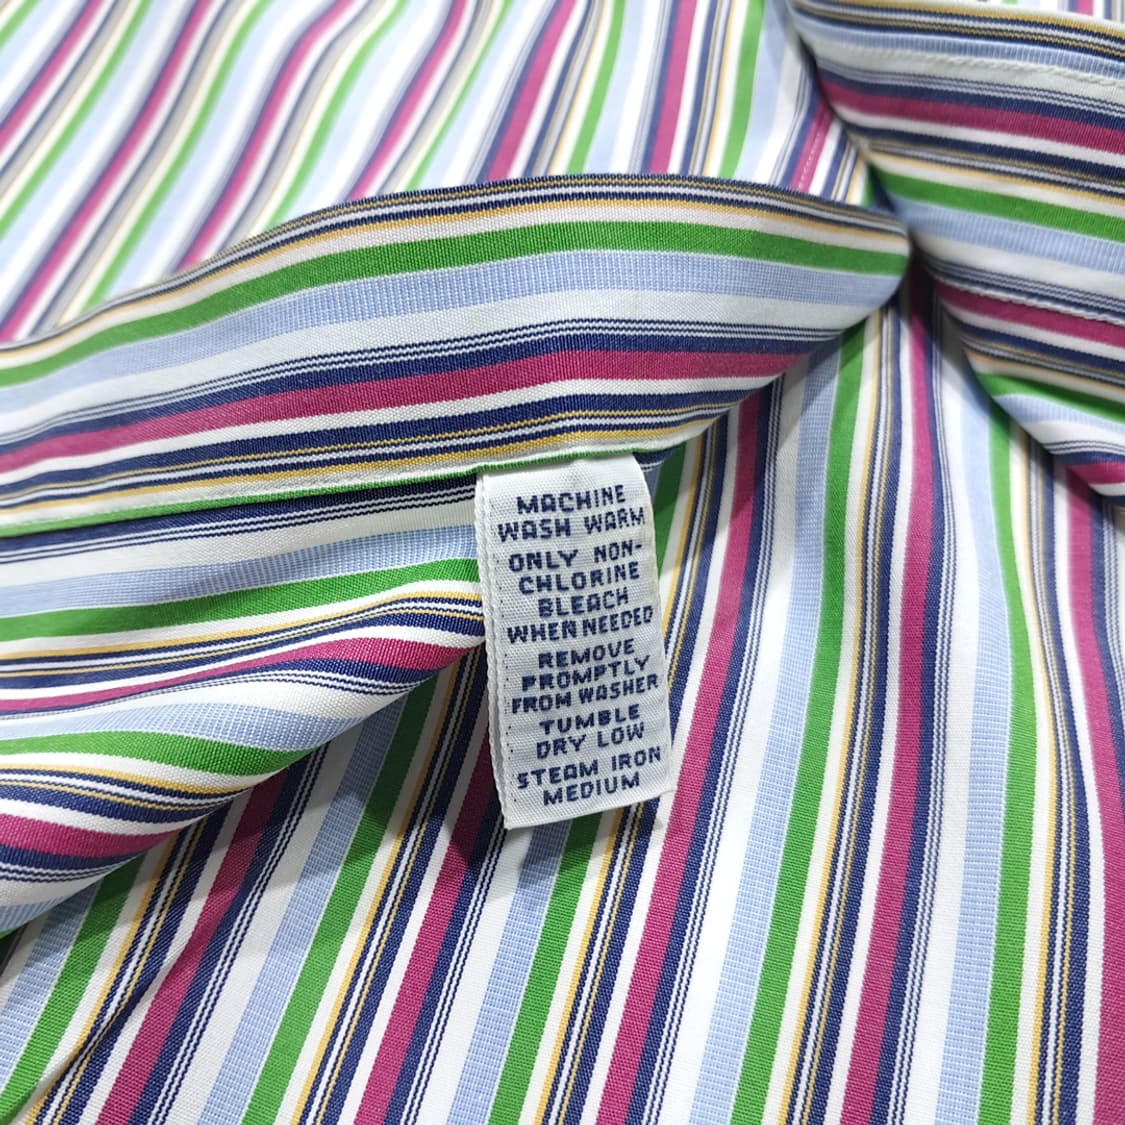 MACHINE
WASH WARM
ONLY NON-
CHLORINE
BLEACH
WHEN NEEDED
REMOVE
PROMPTLY
FROM WASHER
TUMBLE
DRY LOW
STEAM IRON
MEDIUM